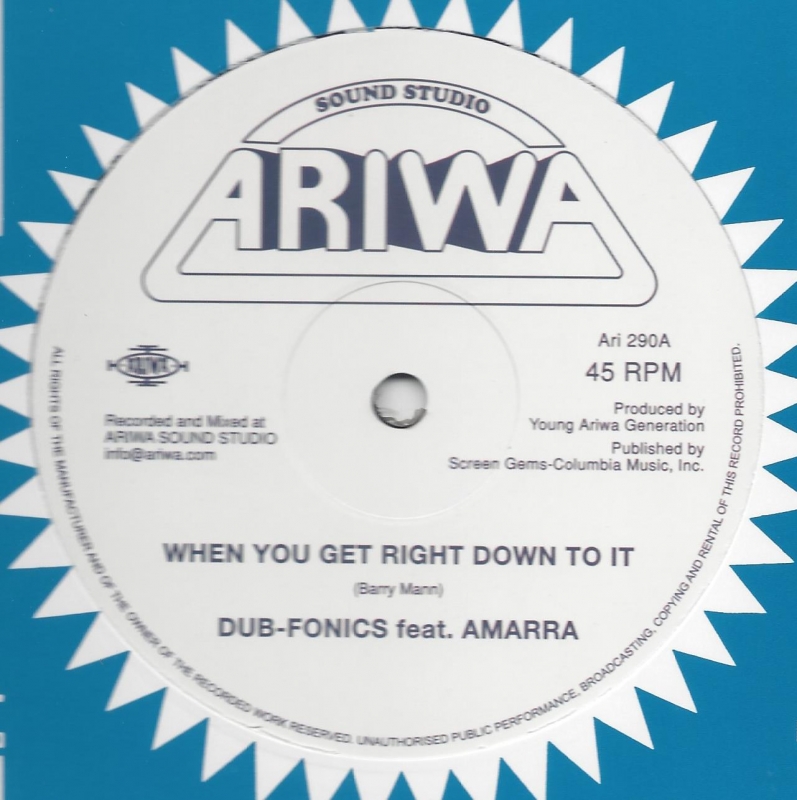 SOUND STUDIO
ARIWA
Ari 290A
45 RPM
ARIWA
Recorded and Mixed at
ARIWA SOUND STUDIO
info@ariwa.com
Produced by
Young Ariwa Generation
Published by
Screen Gems-Columbia Music, Inc.
WHEN YOU GET RIGHT DOWN TO IT
(Barry Mann)
DUB-FONICS feat. AMARRA
ALL RIGHTS OF THE MANUFACTURER AND OF THE OWNER OF THE RECORDED WORK RESERVED. UNAUTHORISED PUBLIC PERFORMANCE, BROADCASTING, COPYING AND RENTAL OF THIS RECORD PROHIBITED.